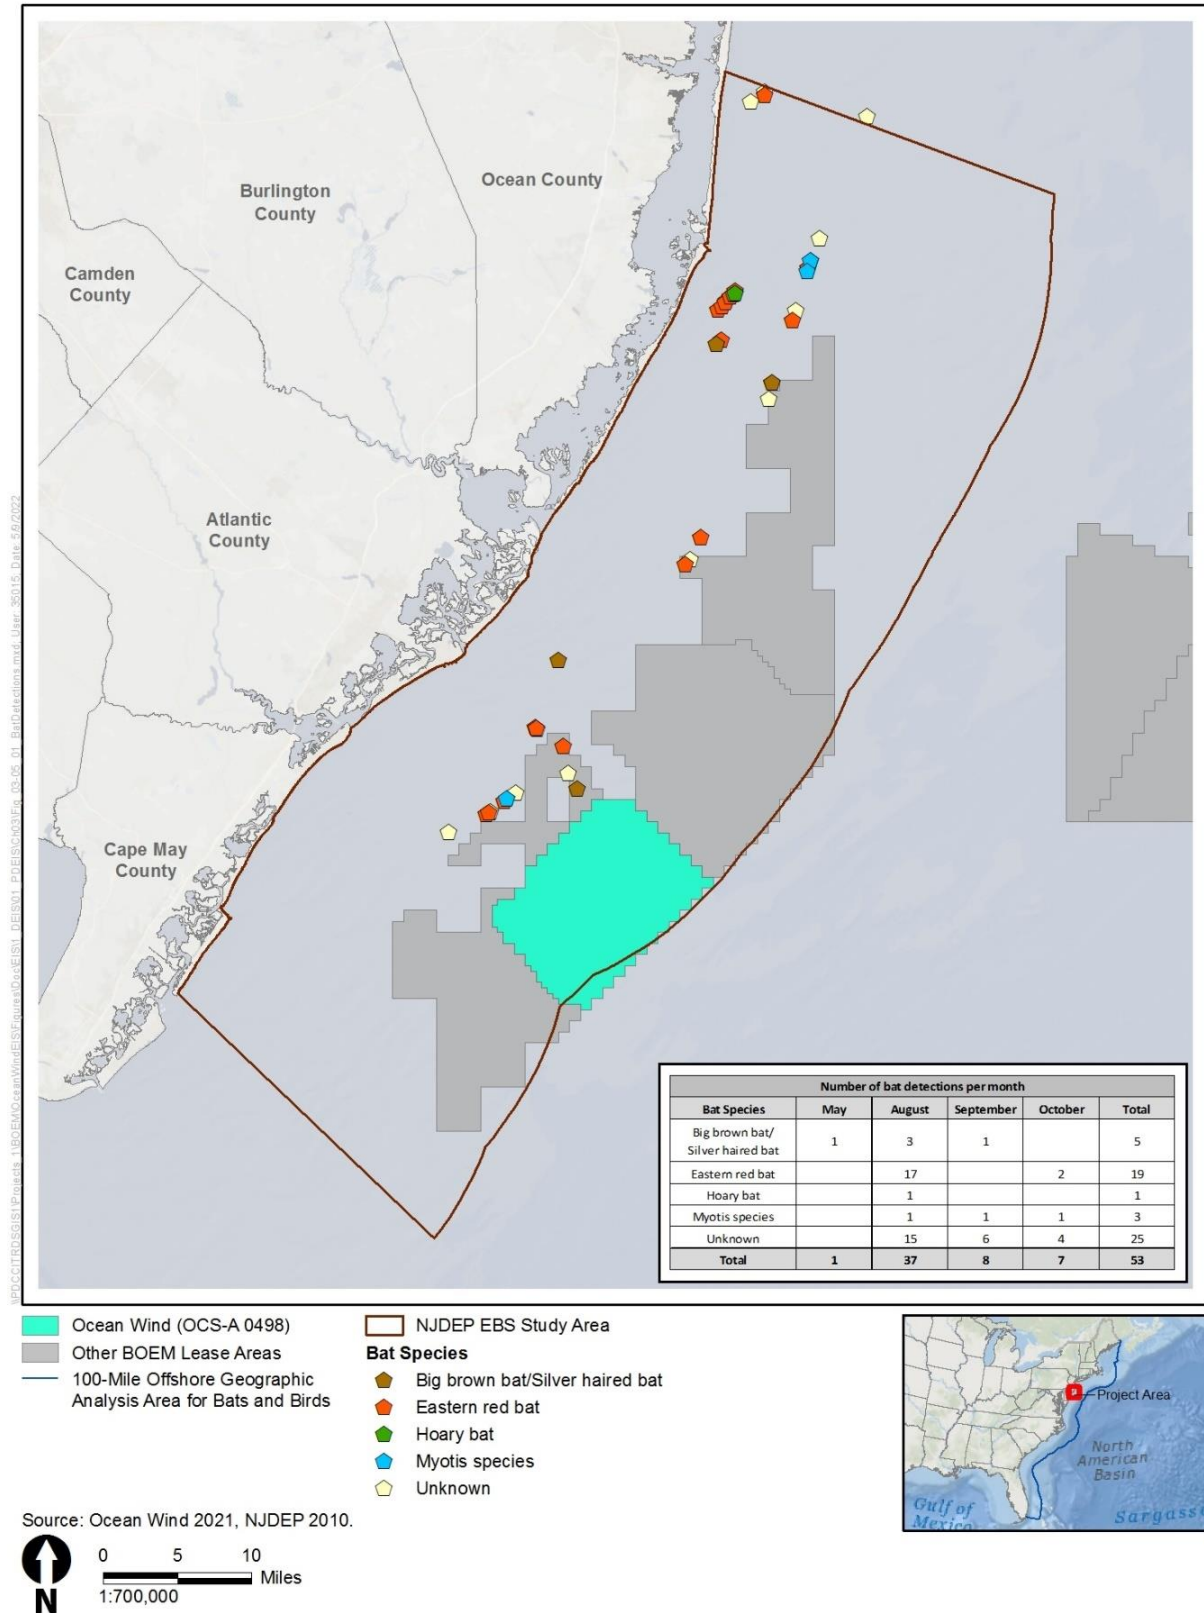 Ocean County
Burlington
County
Camden
County
Atlantic
County
Cape May
County
Number of bat detections per month
Bat Species May August September October Total
Big brown bat/
Silver haired bat 1 3 1 5
Eastern red bat 17 2 19
Hoary bat 1 1
Myotis species 1 1 1 3
Unknown 15 6 4 25
Total 1 37 8 7 53
Ocean Wind (OCS-A 0498)
Other BOEM Lease Areas
100-Mile Offshore Geographic
Analysis Area for Bats and Birds
NJDEP EBS Study Area
Bat Species
Big brown bat/Silver haired bat
Eastern red bat
Hoary bat
Myotis species
Unknown
Project Area
North
American
Basin
Gulf of
Mexico
Sargass
Source: Ocean Wind 2021, NJDEP 2010.
N
0 5 10
Miles
1:700,000